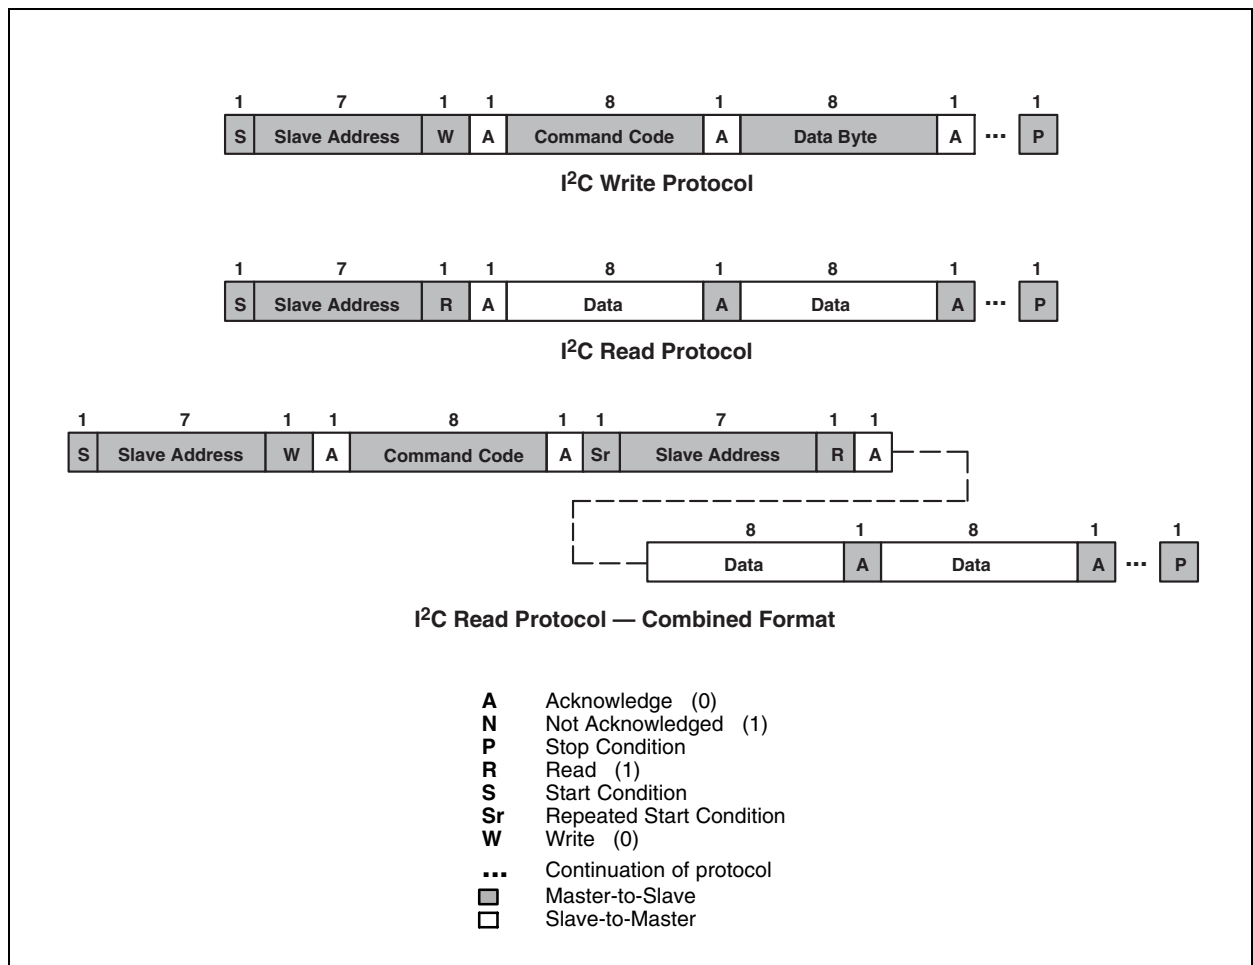 1 7 1 1 8 1 8 1 1
S Slave Address W A Command Code A Data Byte A ... P
I²C Write Protocol
1 7 1 1 8 1 8 1 1
S Slave Address R A Data A Data A ... P
I²C Read Protocol
1 7 1 1 8 1 1 7 1 1
S Slave Address W A Command Code A Sr Slave Address R A
8 1 8 1 1
Data A Data A ... P
I²C Read Protocol — Combined Format
A Acknowledge (0)
N Not Acknowledged (1)
P Stop Condition
R Read (1)
S Start Condition
Sr Repeated Start Condition
W Write (0)
... Continuation of protocol
Master-to-Slave
Slave-to-Master